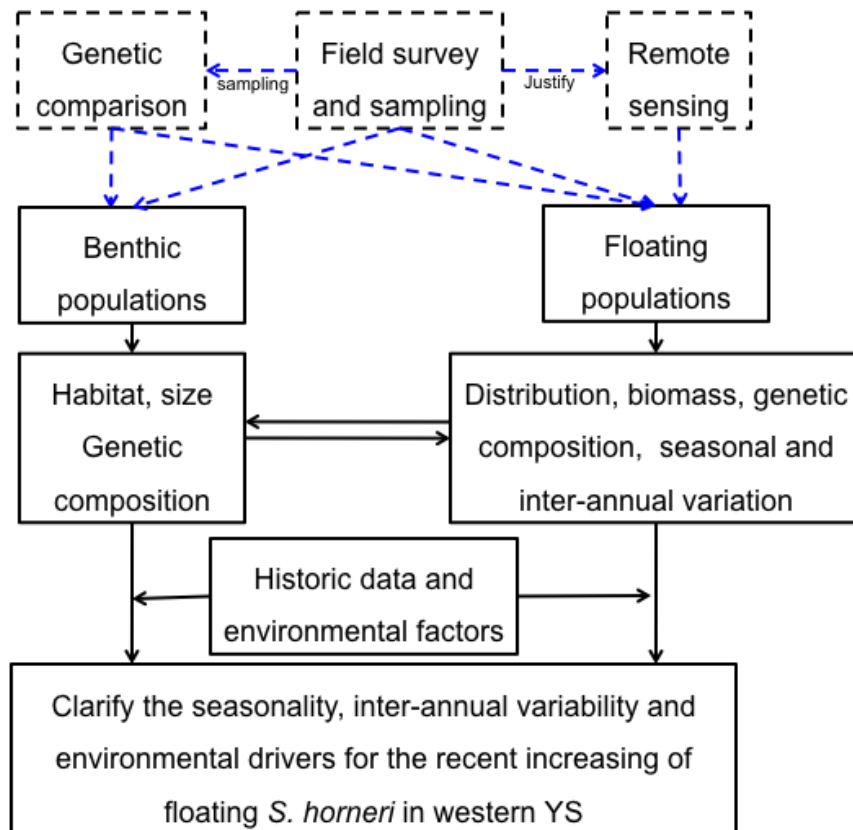 Genetic
comparison
sampling
Field survey
and sampling
Justify
Remote
sensing
Benthic
populations
Floating
populations
Habitat, size
Genetic
composition
Distribution, biomass, genetic
composition,  seasonal and
inter-annual variation
Historic data and
environmental factors
Clarify the seasonality, inter-annual variability and
environmental drivers for the recent increasing of
floating S. horneri in western YS